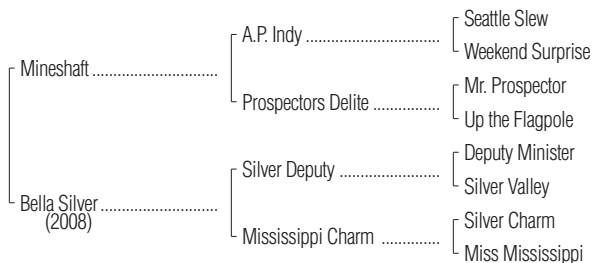 Seattle Slew
A.P. Indy ........................................
Weekend Surprise
Mineshaft .....................................
Mr. Prospector
Prospectors Delite ....................
Up the Flagpole
Deputy Minister
Silver Deputy ..............................
Silver Valley
Bella Silver ...................................
(2008)
Silver Charm
Mississippi Charm .................
Miss Mississippi